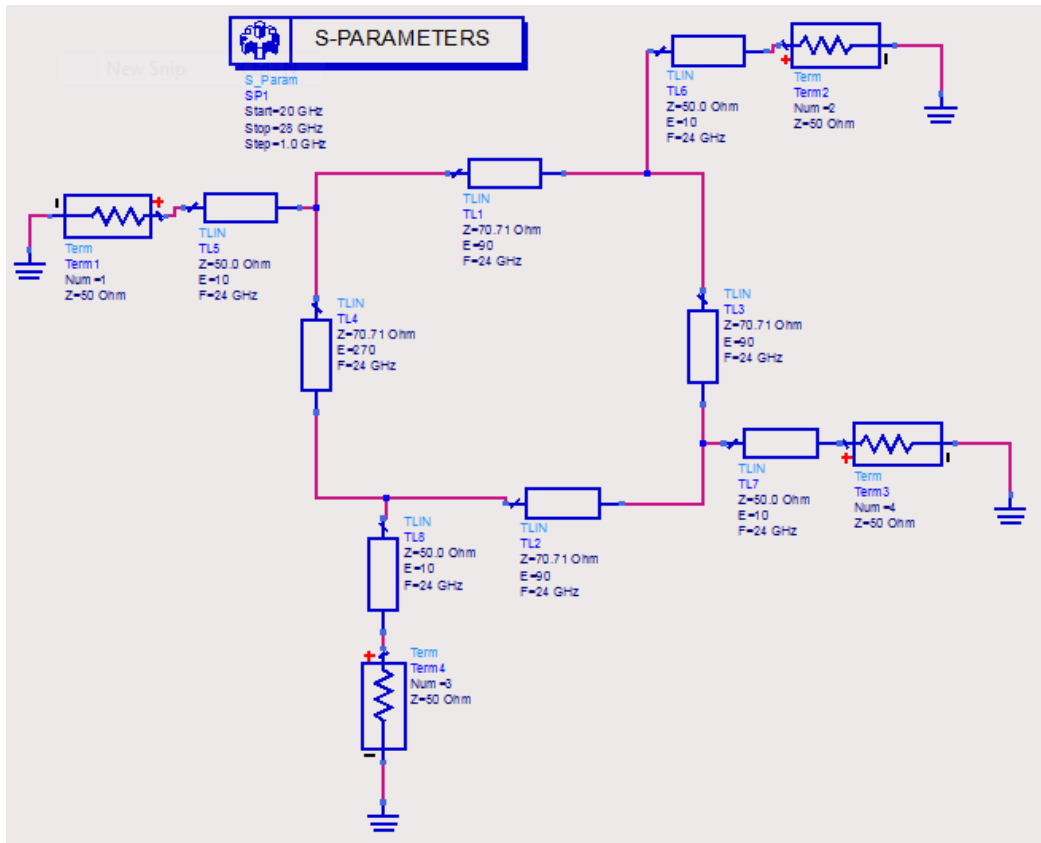 S-PARAMETERS
New Snip
S_Param
SP1
Start=20 GHz
Stop=28 GHz
Step=1.0 GHz
TLIN
TL6
Z=50.0 Ohm
E=10
F=24 GHz
+
Term
Term2
Num=2
Z=50 Ohm
+
Term
Term1
Num=1
Z=50 Ohm
TLIN
TL5
Z=50.0 Ohm
E=10
F=24 GHz
TLIN
TL1
Z=70.71 Ohm
E=90
F=24 GHz
TLIN
TL4
Z=70.71 Ohm
E=270
F=24 GHz
TLIN
TL3
Z=70.71 Ohm
E=90
F=24 GHz
TLIN
TL7
Z=50.0 Ohm
E=10
F=24 GHz
+
Term
Term3
Num=4
Z=50 Ohm
TLIN
TL8
Z=50.0 Ohm
E=10
F=24 GHz
TLIN
TL2
Z=70.71 Ohm
E=90
F=24 GHz
+
Term
Term4
Num=3
Z=50 Ohm